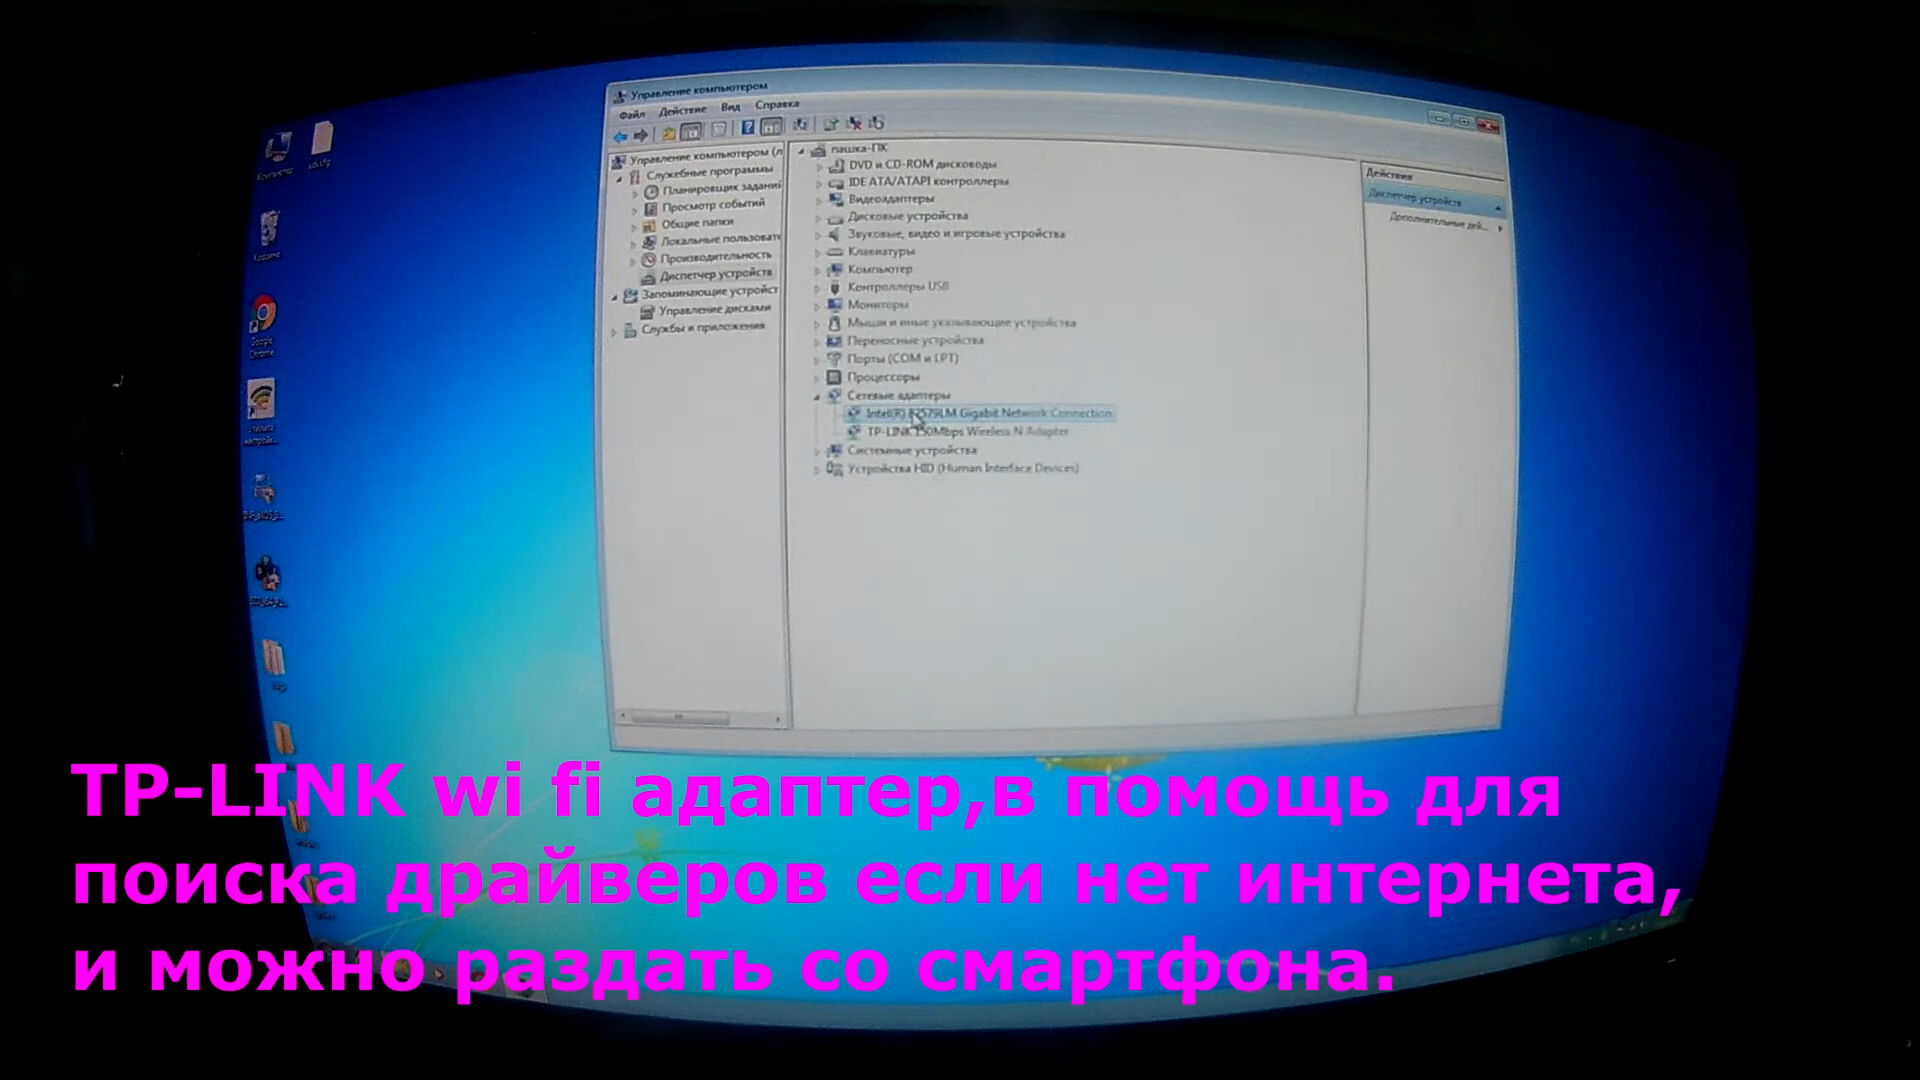 Управление компьютером
Файл Действие Вид Справка
Управление компьютером (л
Служебные программы
Планировщик заданий
Просмотр событий
Общие папки
Локальные пользовате
Производительность
Диспетчер устройств
Запоминающие устройст
Управление дисками
Службы и приложения
пашка-ПК
DVD и CD-ROM дисководы
IDE ATA/ATAPI контроллеры
Видеоадаптеры
Дисковые устройства
Звуковые, видео и игровые устройства
Клавиатуры
Компьютер
Контроллеры USB
Мониторы
Мыши и иные указывающие устройства
Переносные устройства
Порты (COM и LPT)
Процессоры
Сетевые адаптеры
Intel(R) 82579LM Gigabit Network Connection
TP-LINK 150Mbps Wireless N Adapter
Системные устройства
Устройства HID (Human Interface Devices)
Действия
Диспетчер устройств
Дополнительные дей...
Компьютер
Корзина
Google
Chrome
TP-LINK wi fi адаптер,в помощь для
поиска драйверов если нет интернета,
и можно раздать со смартфона.